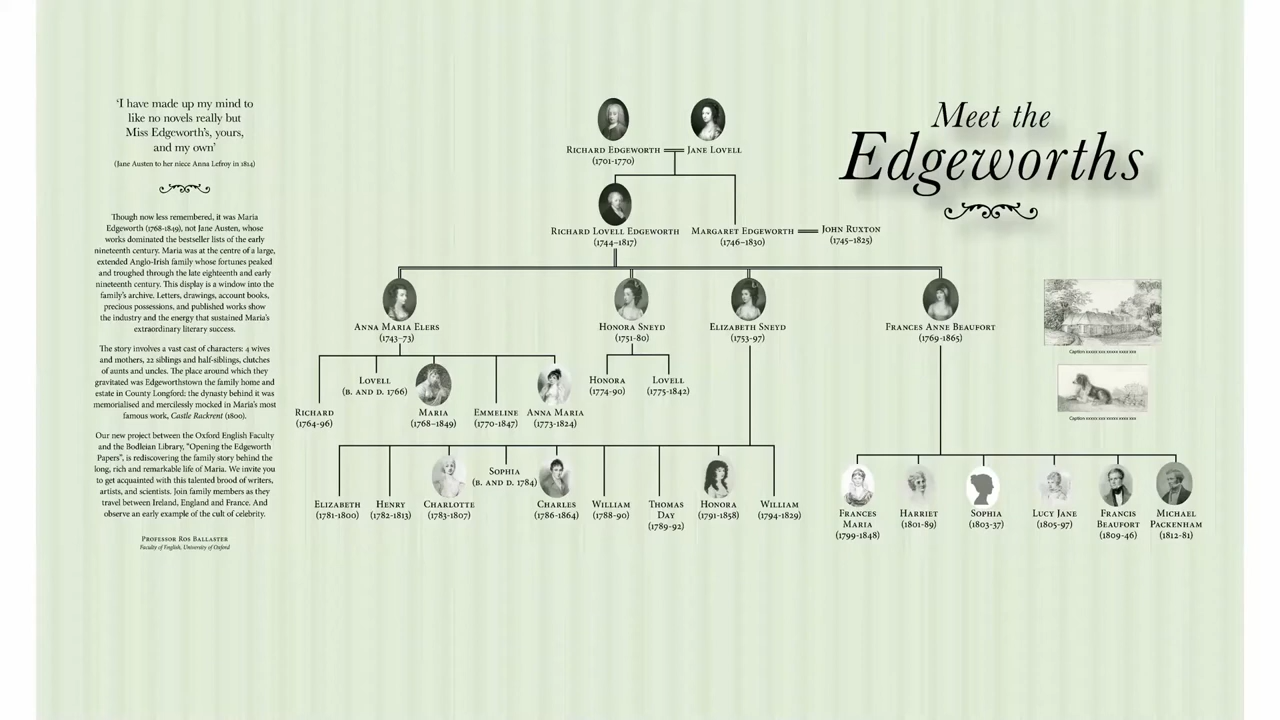 ‘I have made up my mind to
like no novels really but
Miss Edgeworth’s, yours,
and my own’
(Jane Austen to her niece Anna Lefroy in 1814)
Though now less remembered, it was Maria
Edgeworth (1768-1849), not Jane Austen, whose
works dominated the bestseller lists of the early
nineteenth century. Maria was at the centre of a large,
extended Anglo-Irish family whose fortunes peaked
and troughed through the late eighteenth and early
nineteenth century. This display is a window into the
family’s archive. Letters, drawings, account books,
precious possessions, and published works show
the industry and the energy that sustained Maria’s
extraordinary literary success.
The story involves a vast cast of characters: 4 wives
and mothers, 22 siblings and half-siblings, clutches
of aunts and uncles. The place around which they
gravitated was Edgeworthstown the family home and
estate in County Longford: the dynasty behind it was
memorialised and mercilessly mocked in Maria’s most
famous work, Castle Rackrent (1800).
Our new project between the Oxford English Faculty
and the Bodleian Library, “Opening the Edgeworth
Papers”, is rediscovering the family story behind the
long, rich and remarkable life of Maria. We invite you
to get acquainted with this talented brood of writers,
artists, and scientists. Join family members as they
travel between Ireland, England and France. And
observe an early example of the cult of celebrity.
Professor Ros Ballaster
Faculty of English, University of Oxford
Meet the
Edgeworths
Richard Edgeworth
(1701-1770)
Jane Lovell
Richard Lovell Edgeworth
(1744–1817)
Margaret Edgeworth
(1746–1830)
John Ruxton
(1745–1825)
Anna Maria Elers
(1743–73)
Honora Sneyd
(1751-80)
Elizabeth Sneyd
(1753-97)
Frances Anne Beaufort
(1769-1865)
Caption xxxxx xxx xxxxx xxxx xxx
Caption xxxxx xxx xxxxx xxxx xxx
Richard
(1764-96)
Lovell
(b. and d. 1766)
Maria
(1768–1849)
Emmeline
(1770-1847)
Anna Maria
(1773-1824)
Honora
(1774-90)
Lovell
(1775-1842)
Elizabeth
(1781-1800)
Henry
(1782-1813)
Charlotte
(1783-1807)
Sophia
(b. and d. 1784)
Charles
(1786-1864)
William
(1788-90)
Thomas
Day
(1789-92)
Honora
(1791-1858)
William
(1794-1829)
Frances
Maria
(1799-1848)
Harriet
(1801-89)
Sophia
(1803-37)
Lucy Jane
(1805-97)
Francis
Beaufort
(1809-46)
Michael
Packenham
(1812-81)